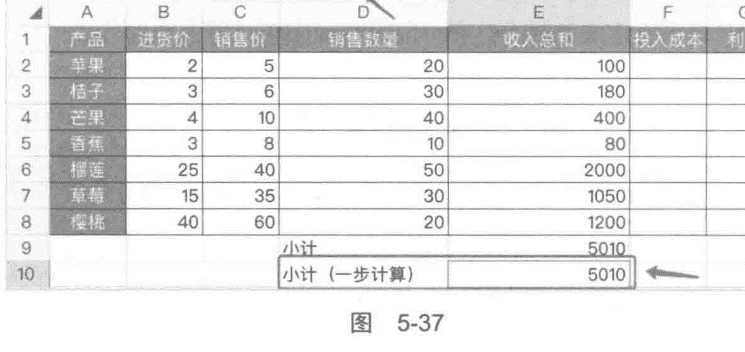 A B C D E F
1 产品 进货价 销售价 销售数量 收入总和 投入成本 利
2 苹果 2 5 20 100
3 桔子 3 6 30 180
4 芒果 4 10 40 400
5 香蕉 3 8 10 80
6 榴莲 25 40 50 2000
7 草莓 15 35 30 1050
8 樱桃 40 60 20 1200
9 小计 5010
10 小计（一步计算） 5010
图 5-37